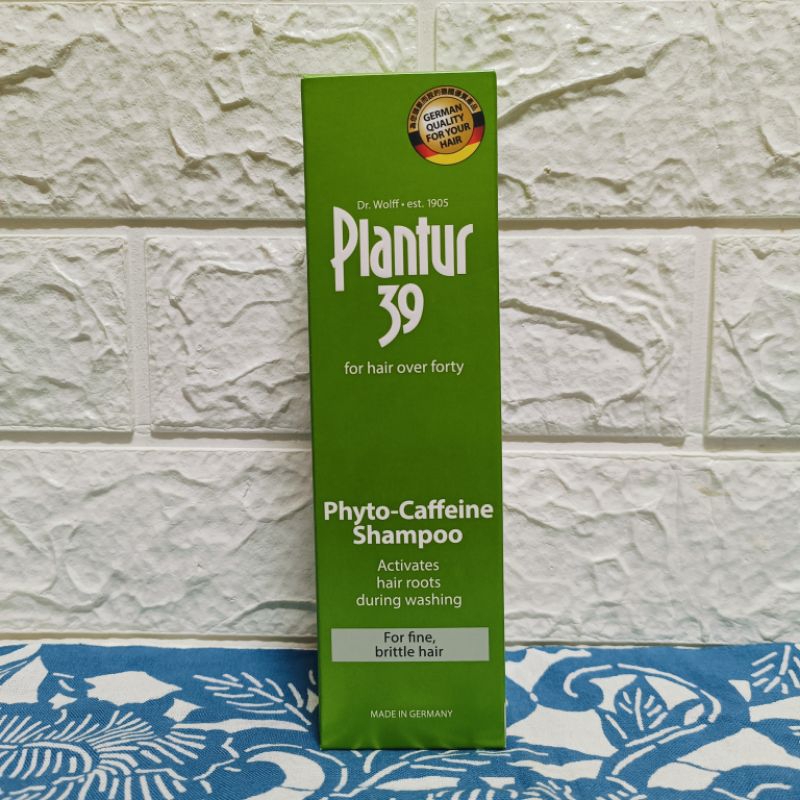 GERMAN
QUALITY
FOR YOUR
HAIR
Dr. Wolff • est. 1905
Plantur
39
for hair over forty
Phyto-Caffeine
Shampoo
Activates
hair roots
during washing
For fine,
brittle hair
MADE IN GERMANY